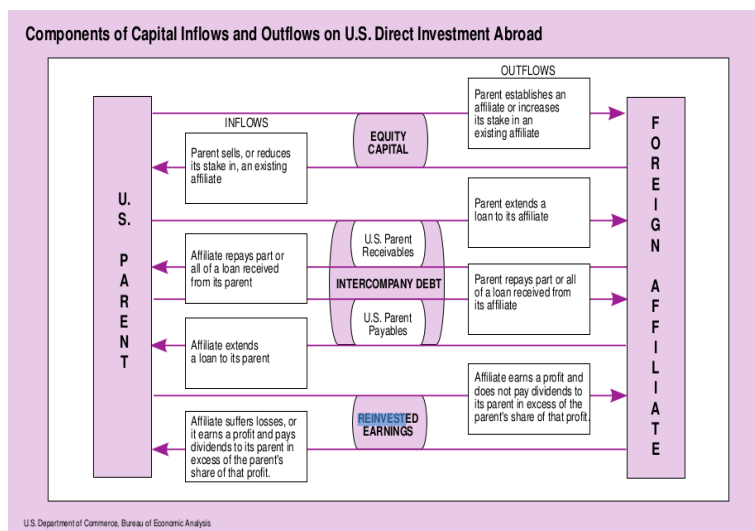 Components of Capital Inflows and Outflows on U.S. Direct Investment Abroad
OUTFLOWS
Parent establishes an
affiliate or increases
its stake in an
existing affiliate
INFLOWS
EQUITY
CAPITAL
Parent sells, or reduces
its stake in, an existing
affiliate
U.S. PARENT
FOREIGN AFFILIATE
Parent extends a
loan to its affiliate
U.S. Parent
Receivables
Affiliate repays part or
all of a loan received
from its parent
INTERCOMPANY DEBT
Parent repays part or all
of a loan received from
its affiliate
U.S. Parent
Payables
Affiliate extends
a loan to its parent
Affiliate earns a profit and
does not pay dividends to
its parent in excess of the
parent's share of that profit.
REINVESTED
EARNINGS
Affiliate suffers losses, or
it earns a profit and pays
dividends to its parent in
excess of the parent's
share of that profit.
U.S. Department of Commerce, Bureau of Economic Analysis